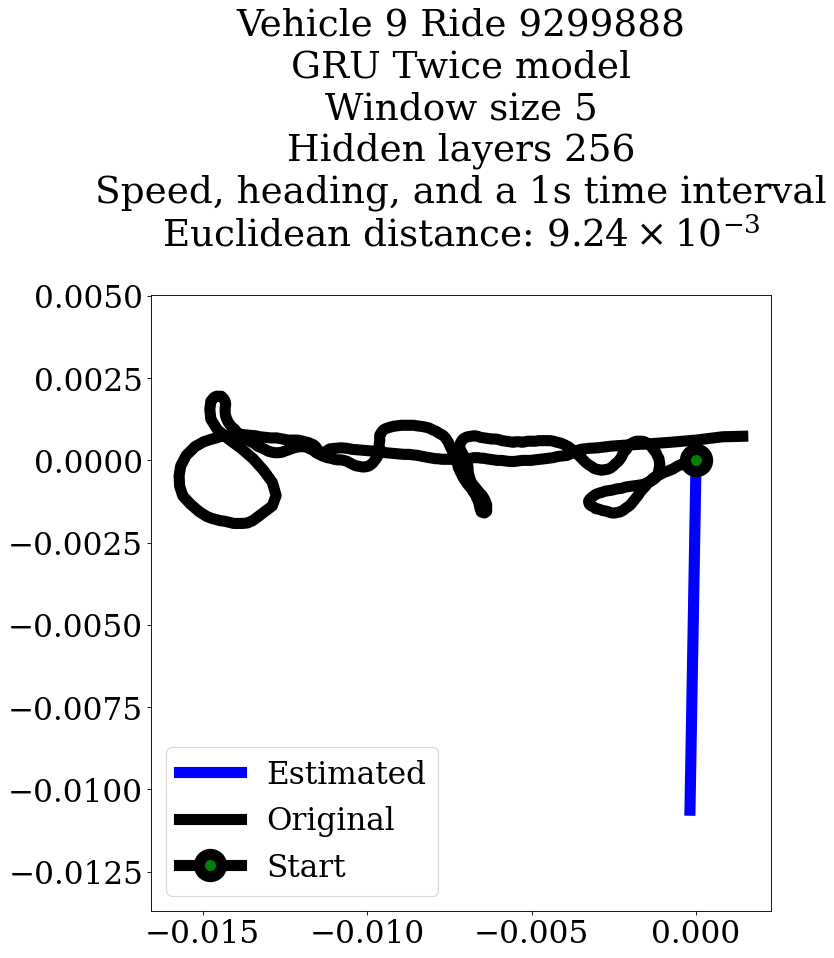 Vehicle 9 Ride 9299888
GRU Twice model
Window size 5
Hidden layers 256
Speed, heading, and a 1s time interval
Euclidean distance: 9.24 × 10⁻³
0.0050
0.0025
0.0000
−0.0025
−0.0050
−0.0075
−0.0100
−0.0125
Estimated
Original
Start
−0.015 −0.010 −0.005 0.000